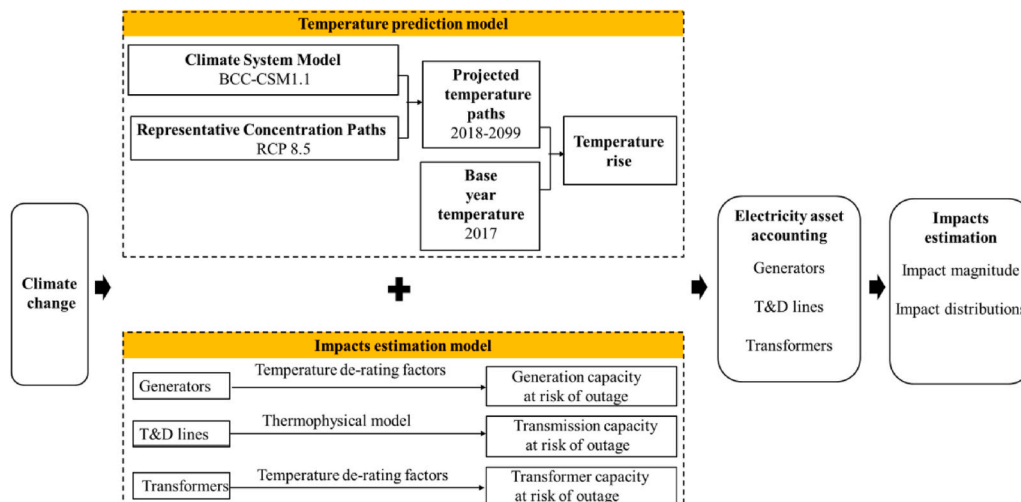 Temperature prediction model
Climate System Model
BCC-CSM1.1
Representative Concentration Paths
RCP 8.5
Projected
temperature
paths
2018-2099
Base
year
temperature
2017
Temperature
rise
Climate
change
Impacts estimation model
Generators
Temperature de-rating factors
Generation capacity
at risk of outage
T&D lines
Thermophysical model
Transmission capacity
at risk of outage
Transformers
Temperature de-rating factors
Transformer capacity
at risk of outage
Electricity asset
accounting
Generators
T&D lines
Transformers
Impacts
estimation
Impact magnitude
Impact distributions